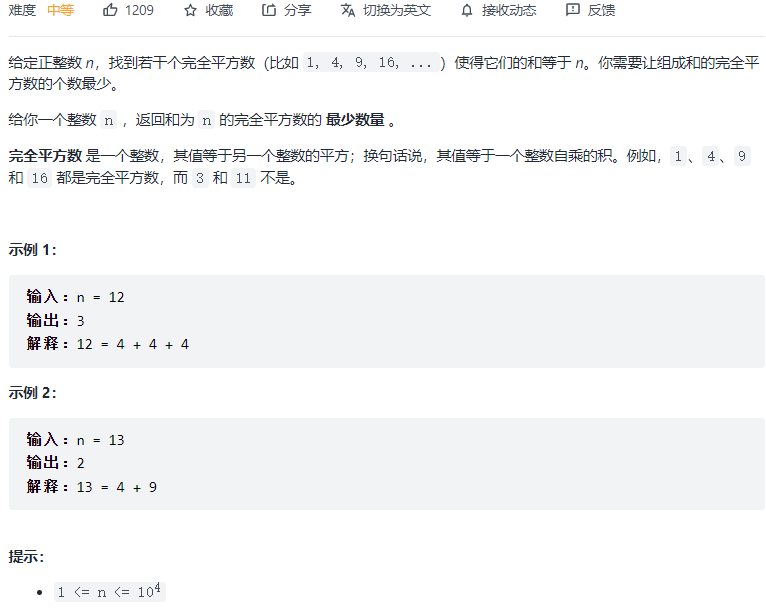 难度 中等 1209 收藏 分享 切换为英文 接收动态 反馈
给定正整数 n，找到若干个完全平方数（比如 1, 4, 9, 16, ...）使得它们的和等于 n。你需要让组成和的完全平
方数的个数最少。
给你一个整数 n ，返回和为 n 的完全平方数的 最少数量 。
完全平方数 是一个整数，其值等于另一个整数的平方；换句话说，其值等于一个整数自乘的积。例如，1 、4 、9
和 16 都是完全平方数，而 3 和 11 不是。
示例 1：
输入：n = 12
输出：3
解释：12 = 4 + 4 + 4
示例 2：
输入：n = 13
输出：2
解释：13 = 4 + 9
提示：
• 1 <= n <= 10⁴